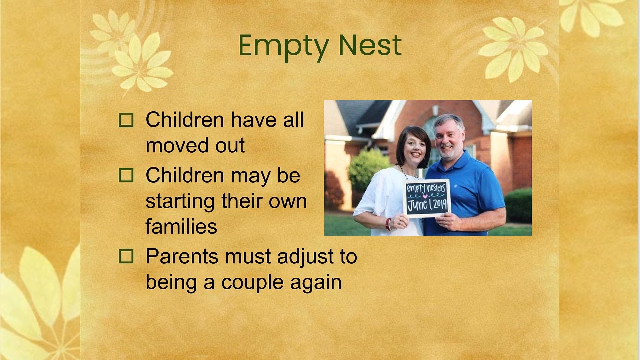 Empty Nest
Children have all
moved out
Children may be
starting their own
families
Parents must adjust to
being a couple again
empty nesters
June 1 2019